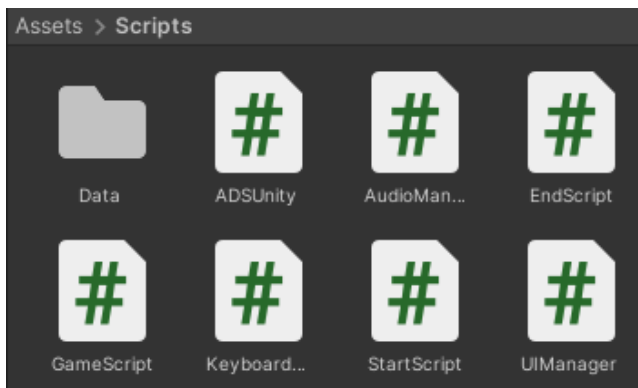 Assets > Scripts
Data ADSUnity AudioMan... EndScript
GameScript Keyboard... StartScript UIManager